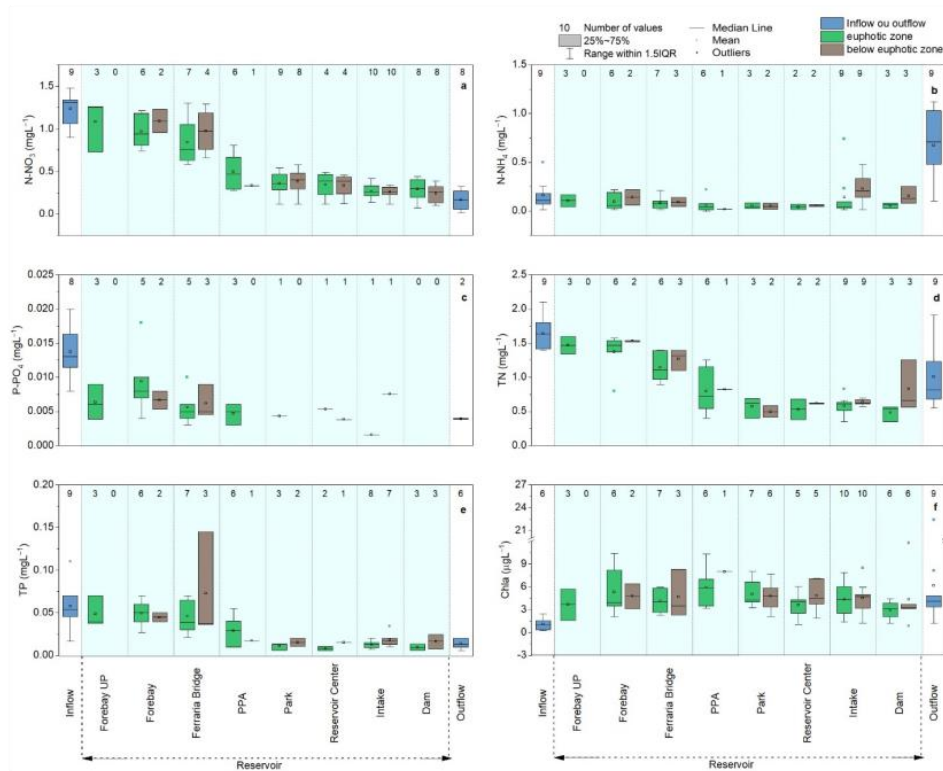 10 Number of values
25%~75%
Range within 1.5IQR
Median Line
Mean
Outliers
Inflow ou outflow
euphotic zone
below euphotic zone
9 3 0 6 2 7 4 6 1 9 8 4 4 10 10 8 8 8
a
1.5
1.0
0.5
0.0
N-NO3 (mgL⁻¹)
9 3 0 6 2 7 3 6 1 3 2 2 2 9 9 3 3 9
b
1.5
1.0
0.5
0.0
N-NH4 (mgL⁻¹)
8 3 0 5 2 5 3 3 0 1 0 1 1 1 1 0 0 2
c
0.025
0.020
0.015
0.010
0.005
0.000
P-PO4 (mgL⁻¹)
9 3 0 6 2 6 3 6 1 3 2 2 2 9 9 3 3 9
d
2.5
2.0
1.5
1.0
0.5
0.0
TN (mgL⁻¹)
9 3 0 6 2 7 3 6 1 3 2 2 1 8 7 3 3 6
e
0.20
0.15
0.10
0.05
0.00
TP (mgL⁻¹)
6 3 0 6 2 7 3 6 1 7 6 5 5 10 10 6 6 9
f
27
24
21
9
6
3
0
-3
Chla (µgL⁻¹)
Inflow
Forebay UP
Forebay
Ferraria Bridge
PPA
Park
Reservoir Center
Intake
Dam
Outflow
Reservoir
Inflow
Forebay UP
Forebay
Ferraria Bridge
PPA
Park
Reservoir Center
Intake
Dam
Outflow
Reservoir